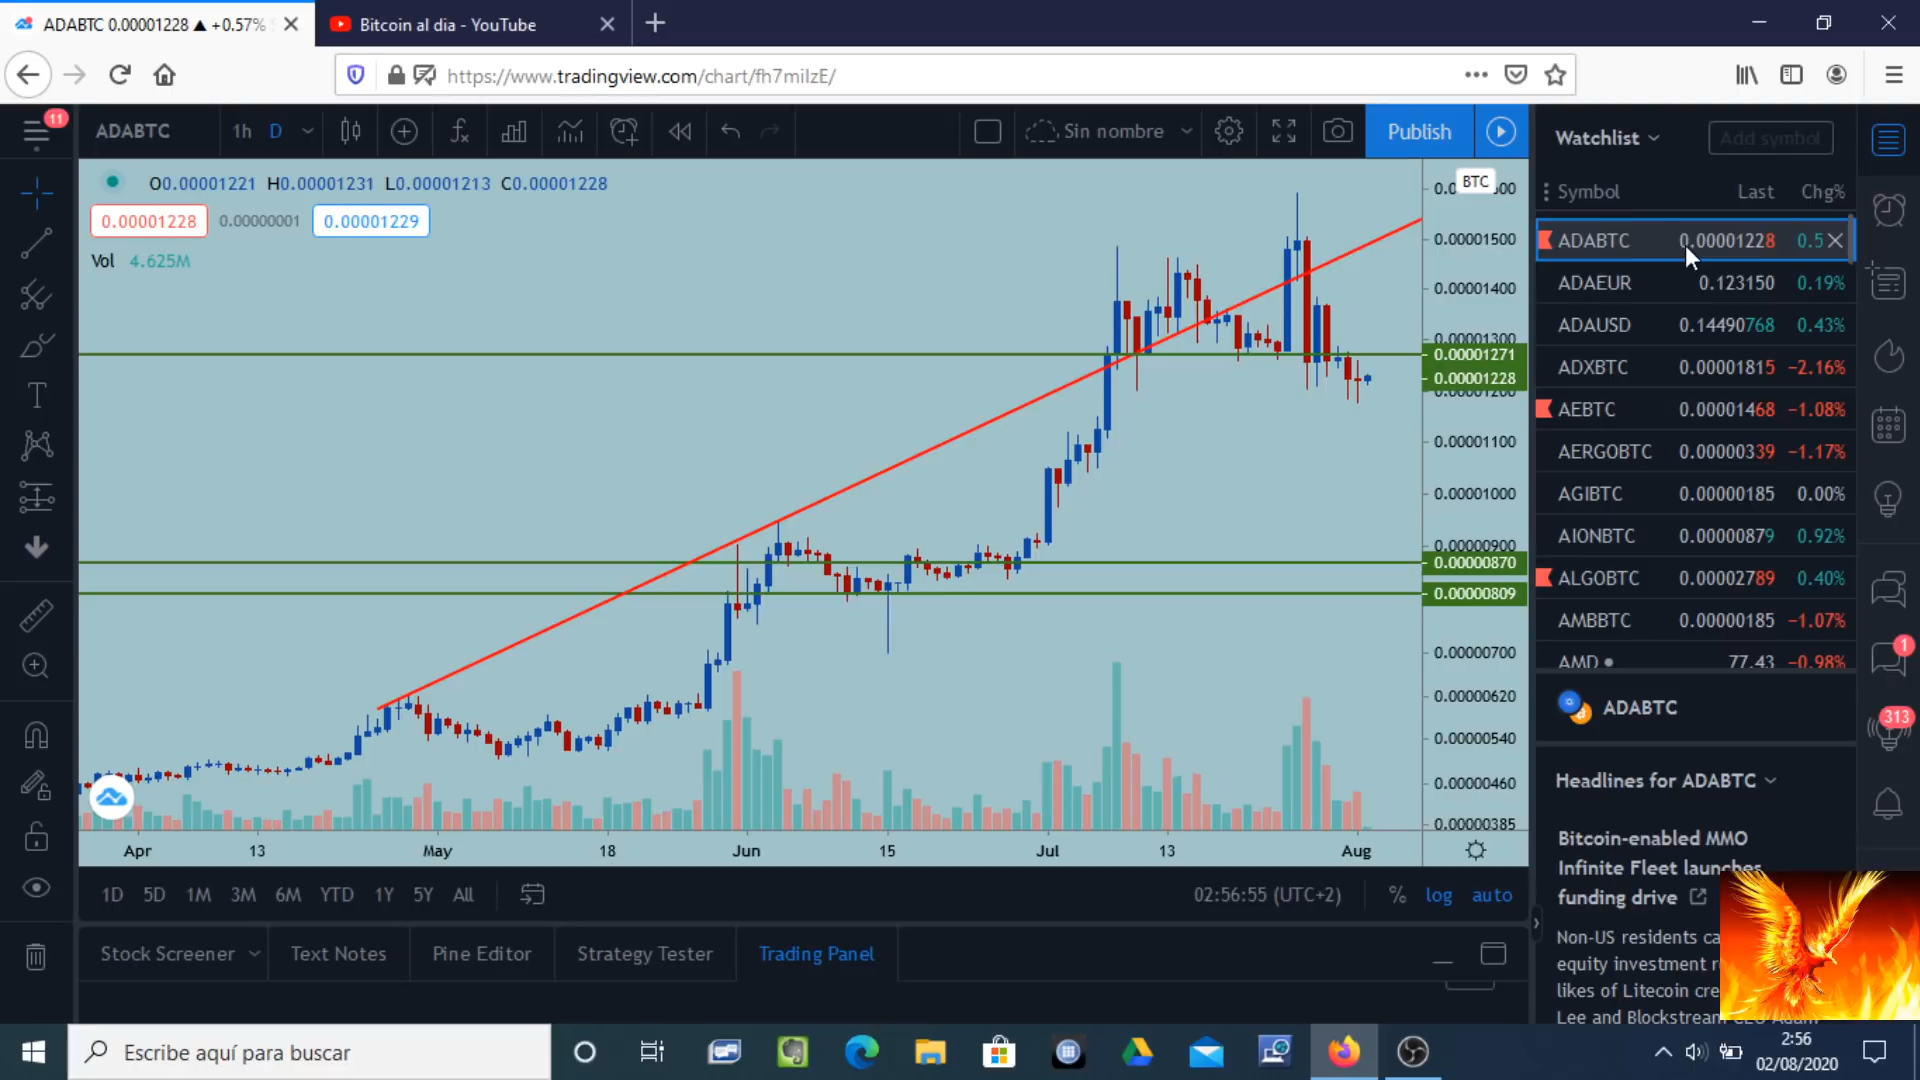 ADABTC 0.00001228 ▲ +0.57%
Bitcoin al dia - YouTube
https://www.tradingview.com/chart/fh7milzE/
11
ADABTC
1h D
Sin nombre
Publish
O0.00001221 H0.00001231 L0.00001213 C0.00001228
0.00001228 0.00000001 0.00001229
Vol 4.625M
BTC
0.00001500
0.00001400
0.00001300
0.00001271
0.00001228
0.00001200
0.00001100
0.00001000
0.00000900
0.00000870
0.00000809
0.00000700
0.00000620
0.00000540
0.00000460
0.00000385
Apr 13 May 18 Jun 15 Jul 13 Aug
1D 5D 1M 3M 6M YTD 1Y 5Y All
02:56:55 (UTC+2) % log auto
Stock Screener Text Notes Pine Editor Strategy Tester Trading Panel
Watchlist Add symbol
Symbol Last Chg%
ADABTC 0.00001228 0.5
ADAEUR 0.123150 0.19%
ADAUSD 0.14490768 0.43%
ADXBTC 0.00001815 −2.16%
AEBTC 0.00001468 −1.08%
AERGOBTC 0.00000339 −1.17%
AGIBTC 0.00000185 0.00%
AIONBTC 0.00000879 0.92%
ALGOBTC 0.00002789 0.40%
AMBBTC 0.00000185 −1.07%
AMD 77.43 −0.98%
ADABTC
Headlines for ADABTC
Bitcoin-enabled MMO
Infinite Fleet launches
funding drive
Non-US residents ca
equity investment r
likes of Litecoin cre
Lee and Blockstream CEO Adam
1
313
Escribe aquí para buscar
2:56
02/08/2020